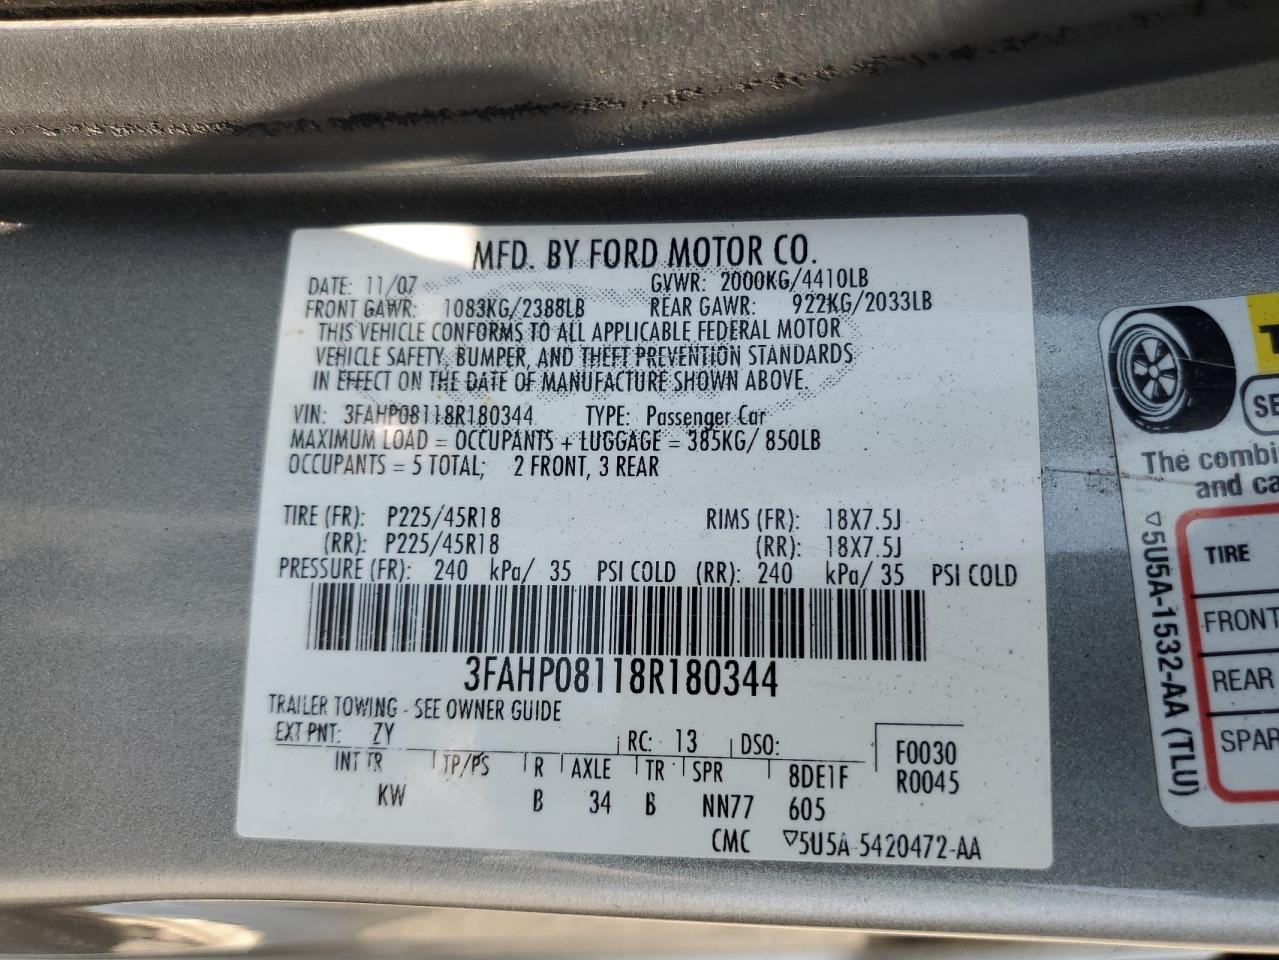 MFD. BY FORD MOTOR CO.
DATE: 11/07 GVWR: 2000KG/4410LB
FRONT GAWR: 1083KG/2388LB REAR GAWR: 922KG/2033LB
THIS VEHICLE CONFORMS TO ALL APPLICABLE FEDERAL MOTOR
VEHICLE SAFETY, BUMPER, AND THEFT PREVENTION STANDARDS
IN EFFECT ON THE DATE OF MANUFACTURE SHOWN ABOVE.
VIN: 3FAHP08118R180344 TYPE: Passenger Car
MAXIMUM LOAD = OCCUPANTS + LUGGAGE = 385KG/ 850LB
OCCUPANTS = 5 TOTAL; 2 FRONT, 3 REAR
TIRE (FR): P225/45R18 RIMS (FR): 18X7.5J
(RR): P225/45R18 (RR): 18X7.5J
PRESSURE (FR): 240 kPa/ 35 PSI COLD (RR): 240 kPa/ 35 PSI COLD
3FAHP08118R180344
TRAILER TOWING - SEE OWNER GUIDE
EXT PNT: ZY RC: 13 DSO: F0030
INT TR TP/PS R AXLE TR SPR 8DE1F R0045
KW B 34 B NN77 605
CMC ▽5U5A-5420472-AA
The combi
and ca
TIRE
FRONT
REAR
SPAR
▽5U5A-1532-AA (TLU)